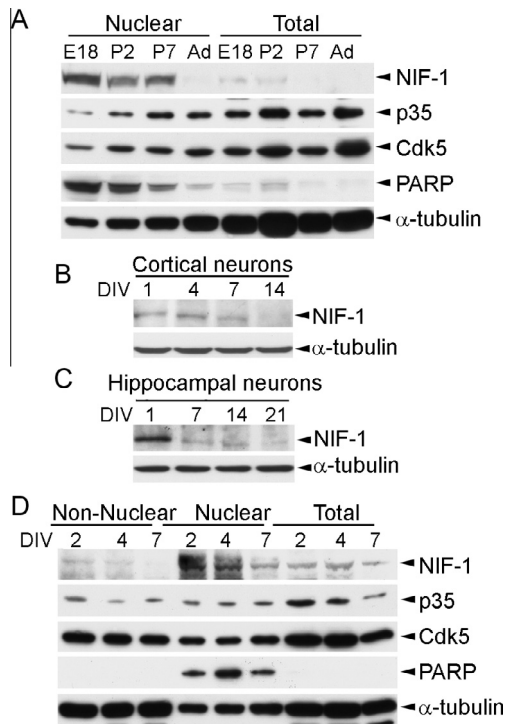 A
Nuclear Total
E18 P2 P7 Ad E18 P2 P7 Ad
NIF-1
p35
Cdk5
PARP
α-tubulin
B
Cortical neurons
DIV 1 4 7 14
NIF-1
α-tubulin
C
Hippocampal neurons
DIV 1 7 14 21
NIF-1
α-tubulin
D
Non-Nuclear Nuclear Total
DIV 2 4 7 2 4 7 2 4 7
NIF-1
p35
Cdk5
PARP
α-tubulin